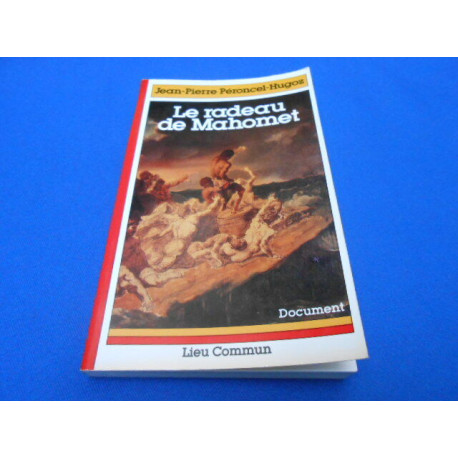 Jean-Pierre Péroncel-Hugoz
Le radeau
de Mahomet
Document
Lieu Commun